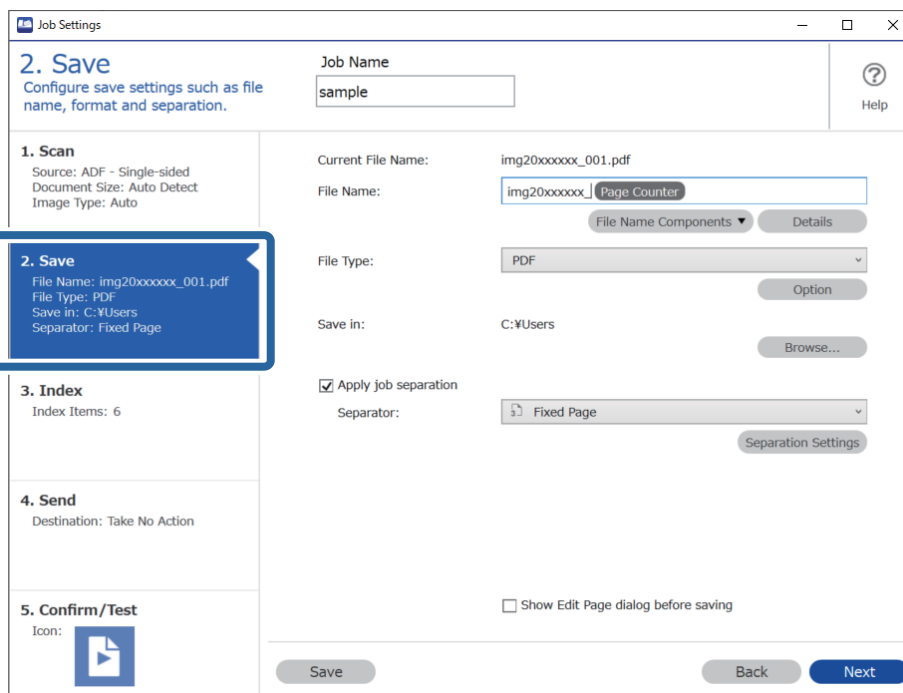 Job Settings
2. Save
Configure save settings such as file
name, format and separation.
Job Name
sample
Help
1. Scan
Source: ADF - Single-sided
Document Size: Auto Detect
Image Type: Auto
2. Save
File Name: img20xxxxxx_001.pdf
File Type: PDF
Save in: C:¥Users
Separator: Fixed Page
3. Index
Index Items: 6
4. Send
Destination: Take No Action
5. Confirm/Test
Icon:
Current File Name: img20xxxxxx_001.pdf
File Name: img20xxxxxx_ Page Counter
File Name Components ▼ Details
File Type: PDF
Option
Save in: C:¥Users
Browse...
Apply job separation
Separator: Fixed Page
Separation Settings
Show Edit Page dialog before saving
Save Back Next